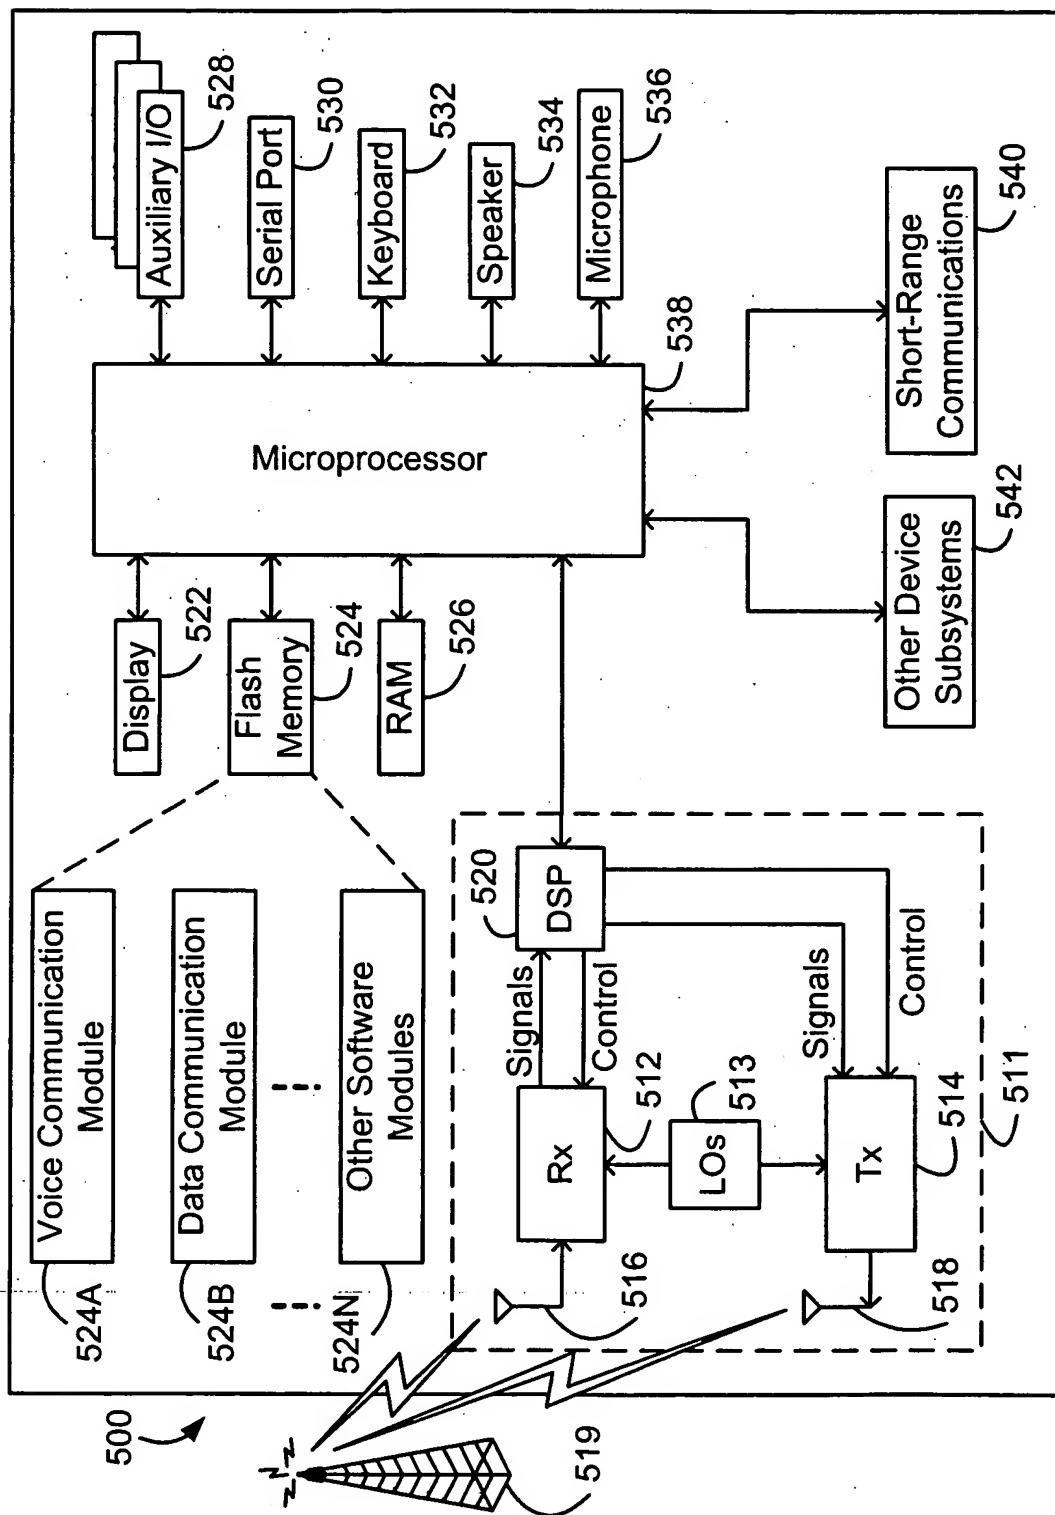 500
519
Voice Communication
Module
524A
Data Communication
Module
524B
Other Software
Modules
524N
Display
522
Flash
Memory
524
RAM
526
Microprocessor
538
Auxiliary I/O
528
Serial Port
530
Keyboard
532
Speaker
534
Microphone
536
Short-Range
Communications
540
Other Device
Subsystems
542
DSP
520
Signals
Control
Rx
512
LOs
513
Tx
514
Signals
Control
516
518
511